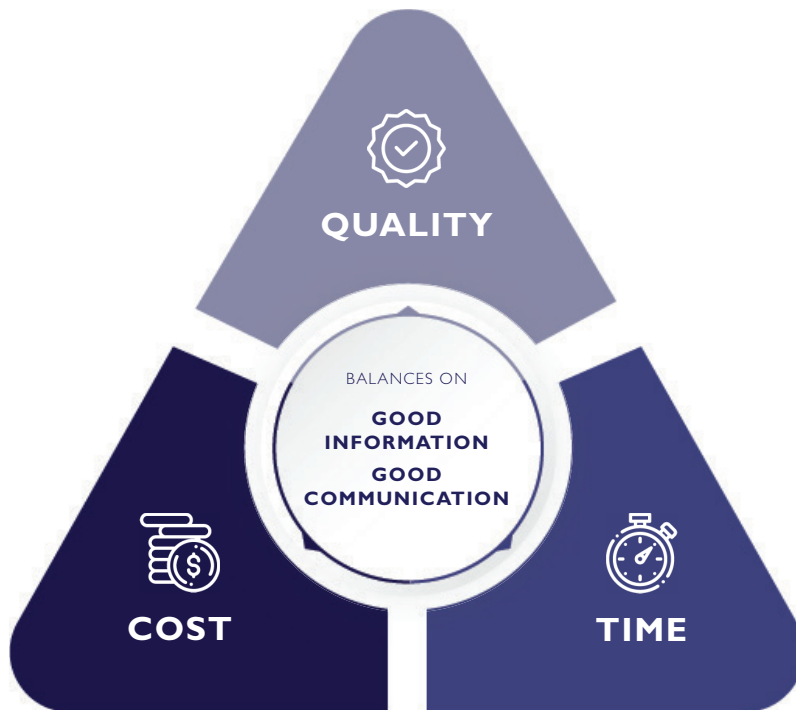 QUALITY
BALANCES ON
GOOD
INFORMATION
GOOD
COMMUNICATION
$
COST
TIME